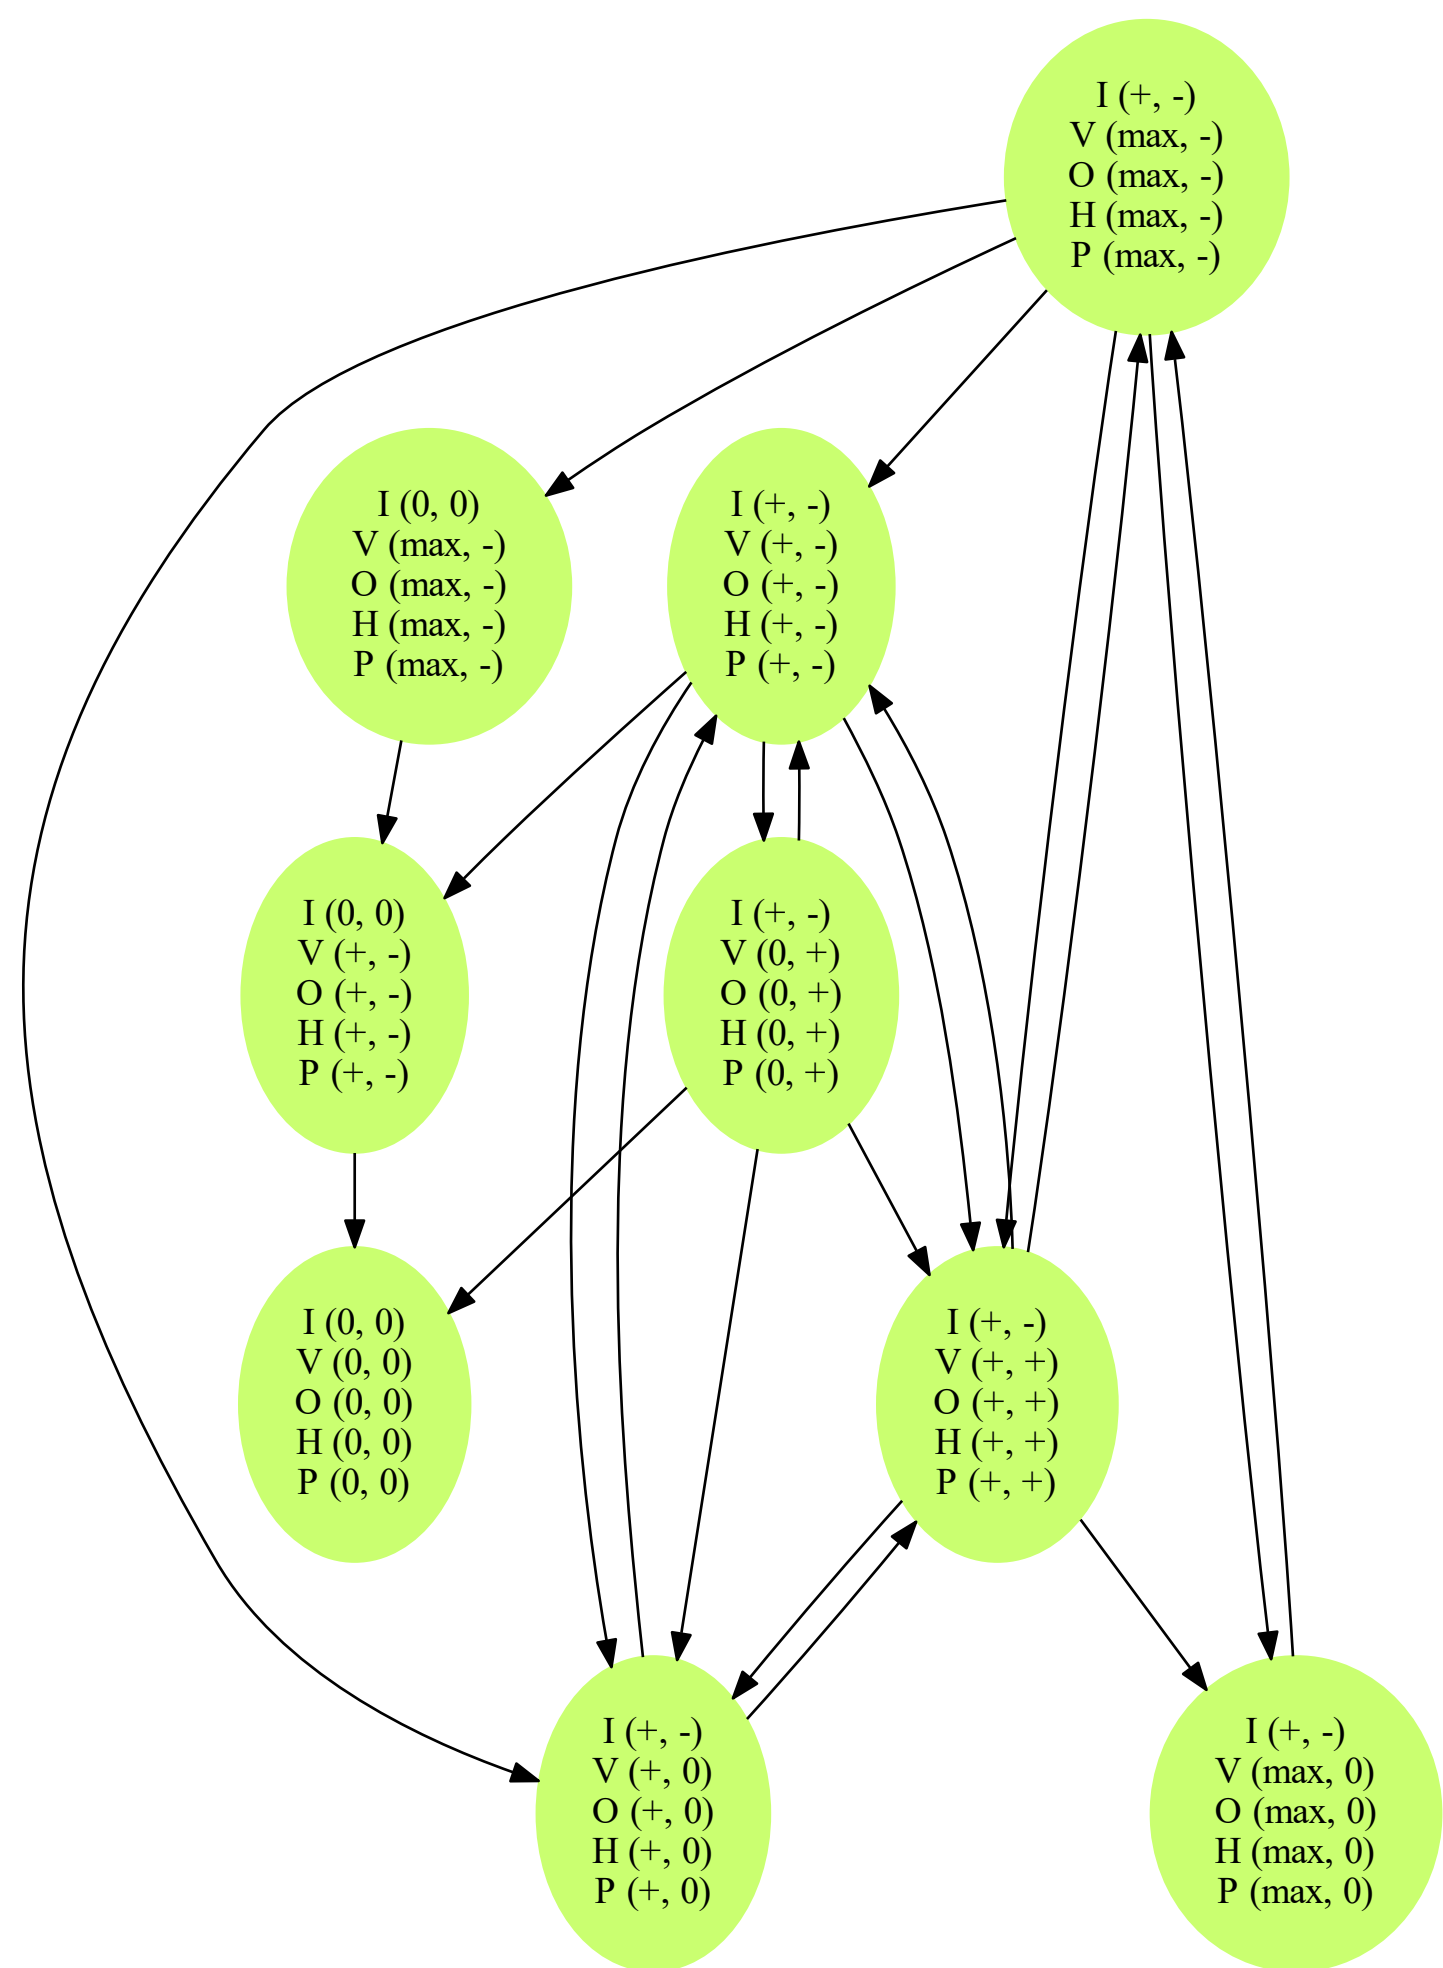 I (+, -)
V (max, -)
O (max, -)
H (max, -)
P (max, -)
I (0, 0)
V (max, -)
O (max, -)
H (max, -)
P (max, -)
I (+, -)
V (+, -)
O (+, -)
H (+, -)
P (+, -)
I (0, 0)
V (+, -)
O (+, -)
H (+, -)
P (+, -)
I (+, -)
V (0, +)
O (0, +)
H (0, +)
P (0, +)
I (0, 0)
V (0, 0)
O (0, 0)
H (0, 0)
P (0, 0)
I (+, -)
V (+, +)
O (+, +)
H (+, +)
P (+, +)
I (+, -)
V (+, 0)
O (+, 0)
H (+, 0)
P (+, 0)
I (+, -)
V (max, 0)
O (max, 0)
H (max, 0)
P (max, 0)